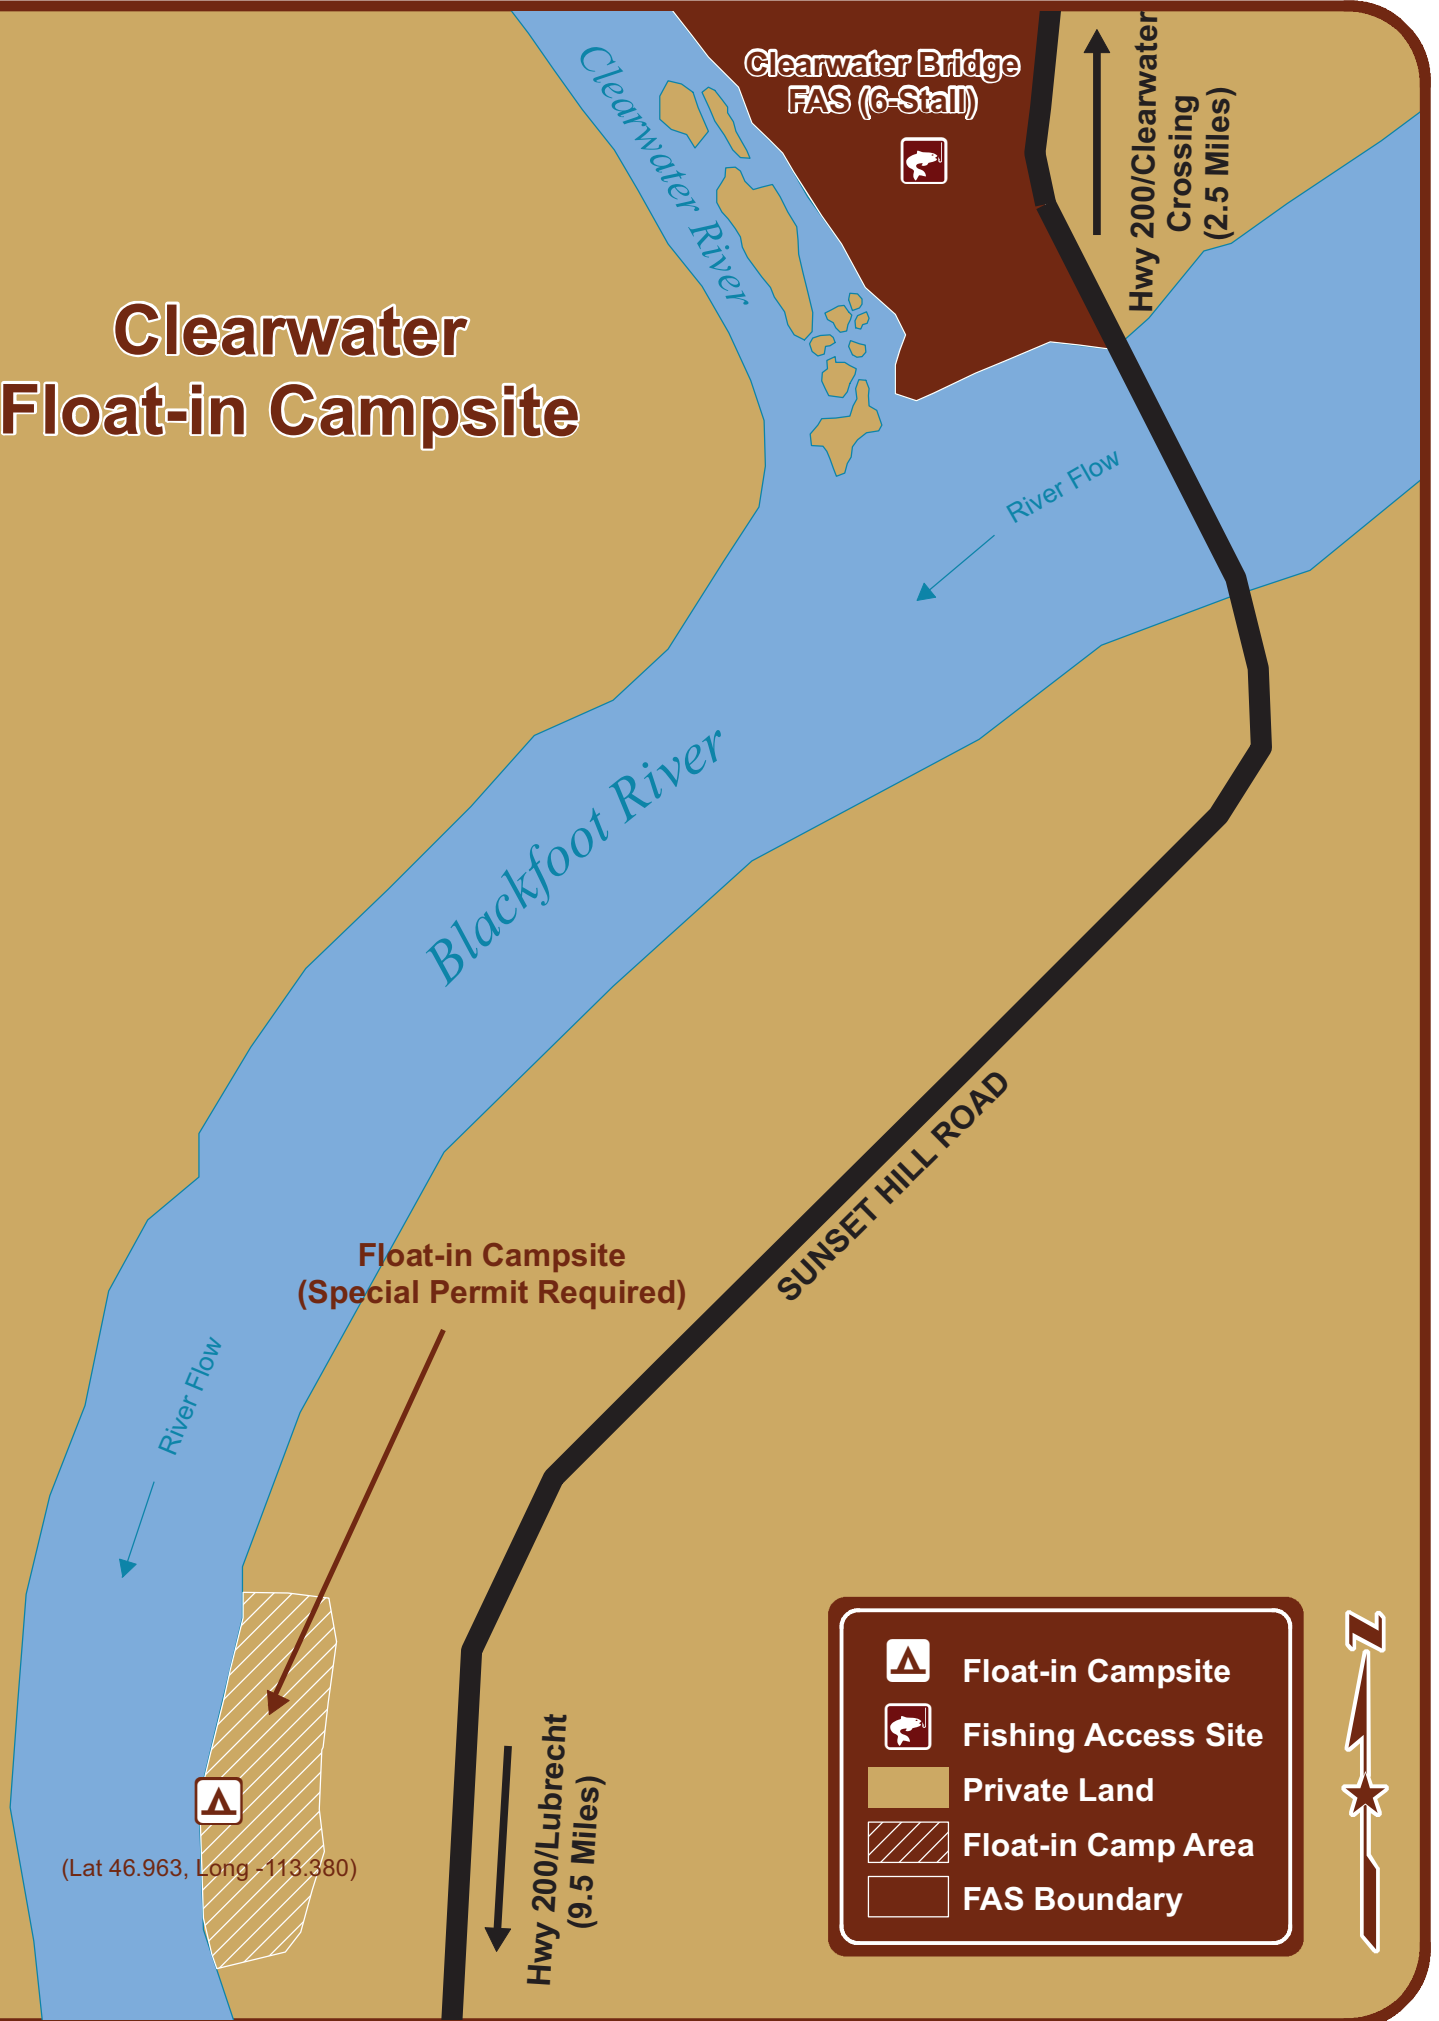 Clearwater River
Clearwater Bridge
FAS (6-Stall)
Hwy 200/Clearwater
Crossing
(2.5 Miles)
Clearwater
Float-in Campsite
River Flow
Blackfoot River
SUNSET HILL ROAD
Float-in Campsite
(Special Permit Required)
River Flow
(Lat 46.963, Long -113.380)
Hwy 200/Lubrecht
(9.5 Miles)
Float-in Campsite
Fishing Access Site
Private Land
Float-in Camp Area
FAS Boundary
N